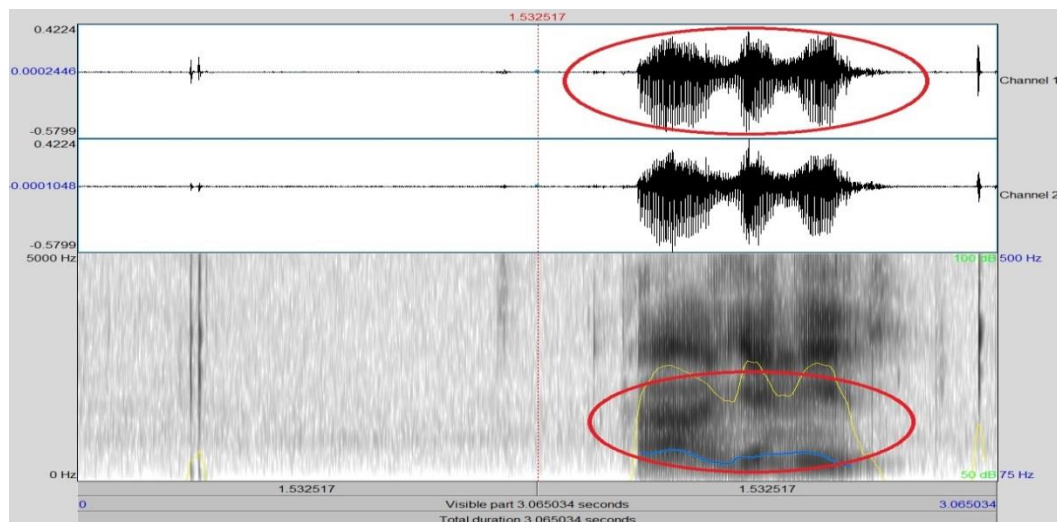 1.532517
0.4224
-0.0002446
Channel 1
-0.5799
0.4224
-0.0001048
Channel 2
-0.5799
5000 Hz
100 dB
500 Hz
0 Hz
50 dB
75 Hz
1.532517
1.532517
0
Visible part 3.065034 seconds
3.065034
Total duration 3.065034 seconds